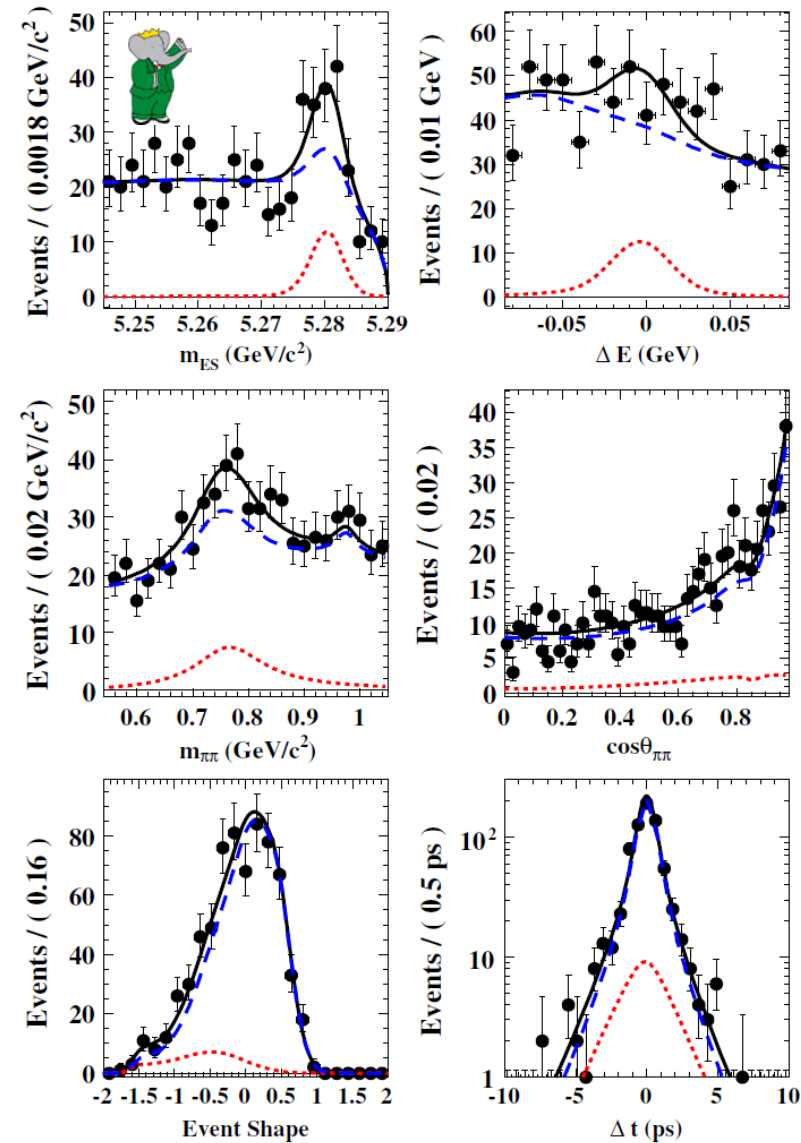 Events / ( 0.0018 GeV/c²)
50
40
30
20
10
0
5.25 5.26 5.27 5.28 5.29
m_ES (GeV/c²)
Events / ( 0.01 GeV)
60
50
40
30
20
10
0
-0.05 0 0.05
Δ E (GeV)
Events / ( 0.02 GeV/c²)
50
40
30
20
10
0
0.6 0.7 0.8 0.9 1
m_ππ (GeV/c²)
Events / ( 0.02)
40
35
30
25
20
15
10
5
0
0 0.2 0.4 0.6 0.8
cosθ_ππ
Events / ( 0.16)
80
60
40
20
0
-2 -1.5 -1 -0.5 0 0.5 1 1.5 2
Event Shape
Events / ( 0.5 ps)
10²
10
1
-10 -5 0 5 10
Δ t (ps)